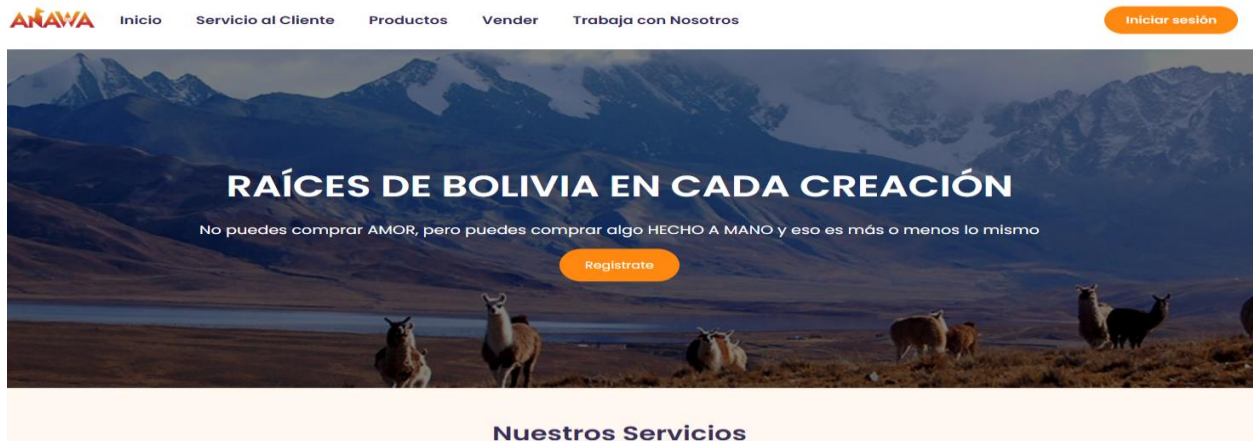 AÑAWA
Inicio
Servicio al Cliente
Productos
Vender
Trabaja con Nosotros
Iniciar sesión
RAÍCES DE BOLIVIA EN CADA CREACIÓN
No puedes comprar AMOR, pero puedes comprar algo HECHO A MANO y eso es más o menos lo mismo
Registrate
Nuestros Servicios